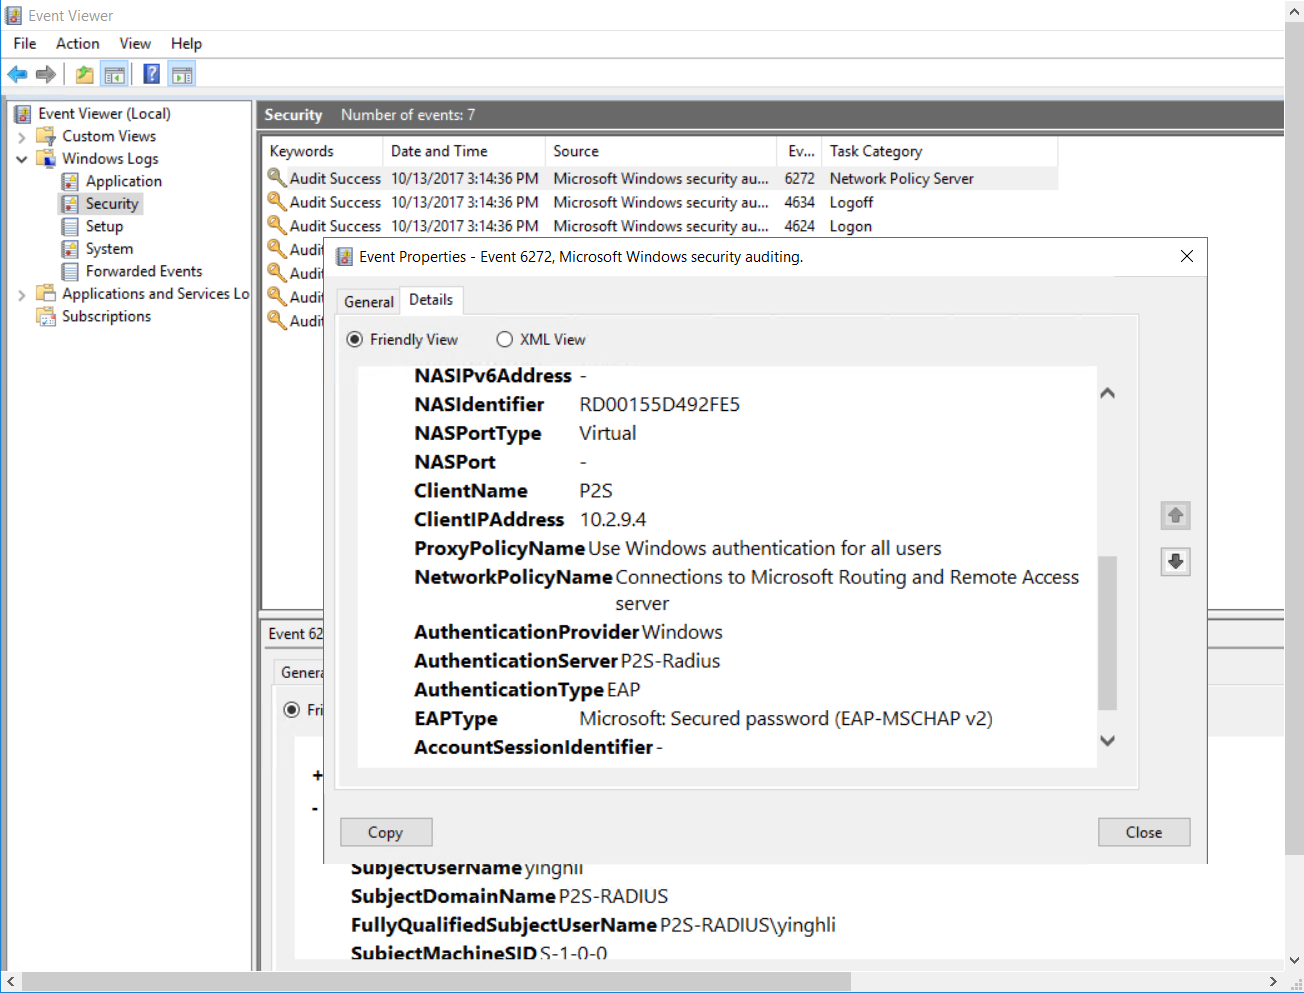 Event Viewer
File Action View Help
Event Viewer (Local)
Custom Views
Windows Logs
Application
Security
Setup
System
Forwarded Events
Applications and Services Lo
Subscriptions
Security Number of events: 7
Keywords Date and Time Source Ev... Task Category
Audit Success 10/13/2017 3:14:36 PM Microsoft Windows security au... 6272 Network Policy Server
Audit Success 10/13/2017 3:14:36 PM Microsoft Windows security au... 4634 Logoff
Audit Success 10/13/2017 3:14:36 PM Microsoft Windows security au... 4624 Logon
Audit
Audit
Audit
Audit
Event Properties - Event 6272, Microsoft Windows security auditing.
General Details
Friendly View XML View
NASIPv6Address -
NASIdentifier RD00155D492FE5
NASPortType Virtual
NASPort -
ClientName P2S
ClientIPAddress 10.2.9.4
ProxyPolicyName Use Windows authentication for all users
NetworkPolicyName Connections to Microsoft Routing and Remote Access
server
AuthenticationProvider Windows
AuthenticationServer P2S-Radius
AuthenticationType EAP
EAPType Microsoft: Secured password (EAP-MSCHAP v2)
AccountSessionIdentifier -
Copy Close
Event 62
Genera
Fri
+
-
SubjectUserName yinghli
SubjectDomainName P2S-RADIUS
FullyQualifiedSubjectUserName P2S-RADIUS\yinghli
SubjectMachineSID S-1-0-0